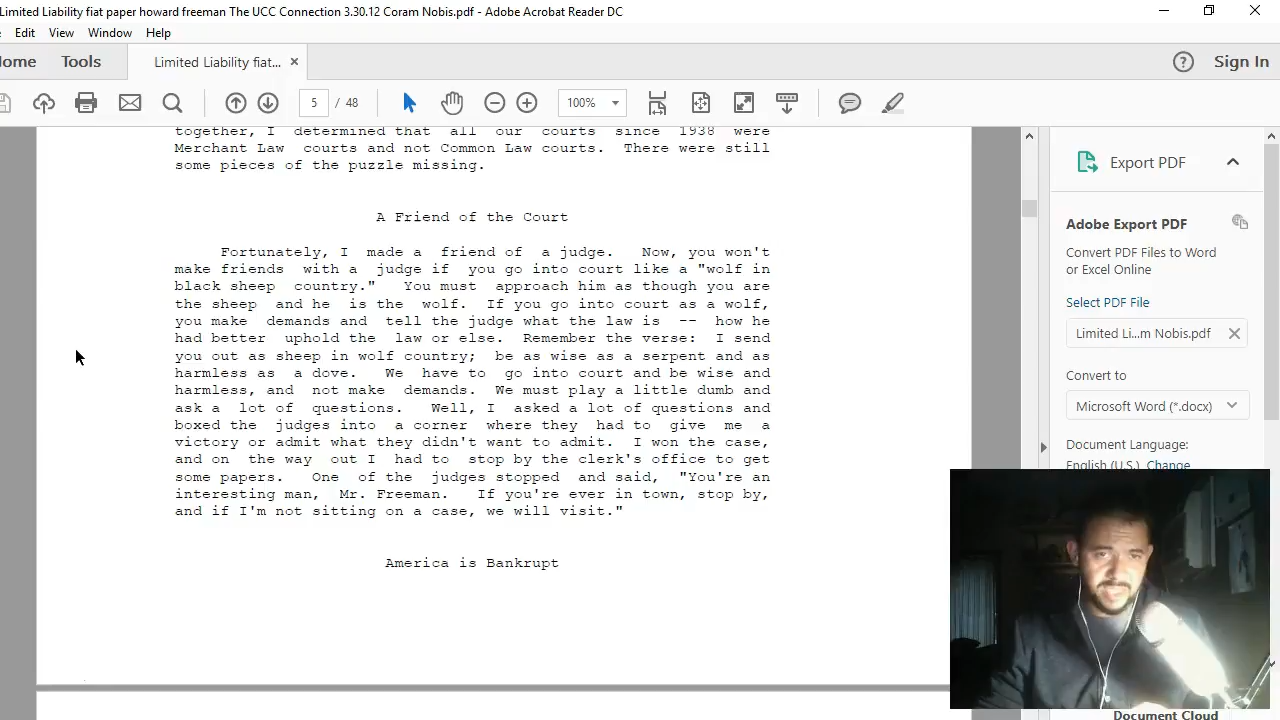 Limited Liability fiat paper howard freeman The UCC Connection 3.30.12 Coram Nobis.pdf - Adobe Acrobat Reader DC
Edit View Window Help
ome Tools Limited Liability fiat... Sign In
5 / 48 100%
together, I determined that all our courts since 1938 were
Merchant Law courts and not Common Law courts. There were still
some pieces of the puzzle missing.
A Friend of the Court
Fortunately, I made a friend of a judge. Now, you won't
make friends with a judge if you go into court like a "wolf in
black sheep country." You must approach him as though you are
the sheep and he is the wolf. If you go into court as a wolf,
you make demands and tell the judge what the law is -- how he
had better uphold the law or else. Remember the verse: I send
you out as sheep in wolf country; be as wise as a serpent and as
harmless as a dove. We have to go into court and be wise and
harmless, and not make demands. We must play a little dumb and
ask a lot of questions. Well, I asked a lot of questions and
boxed the judges into a corner where they had to give me a
victory or admit what they didn't want to admit. I won the case,
and on the way out I had to stop by the clerk's office to get
some papers. One of the judges stopped and said, "You're an
interesting man, Mr. Freeman. If you're ever in town, stop by,
and if I'm not sitting on a case, we will visit."
America is Bankrupt
Export PDF
Adobe Export PDF
Convert PDF Files to Word
or Excel Online
Select PDF File
Limited Li...m Nobis.pdf
Convert to
Microsoft Word (*.docx)
Document Language:
English (U.S.) Change
Document Cloud